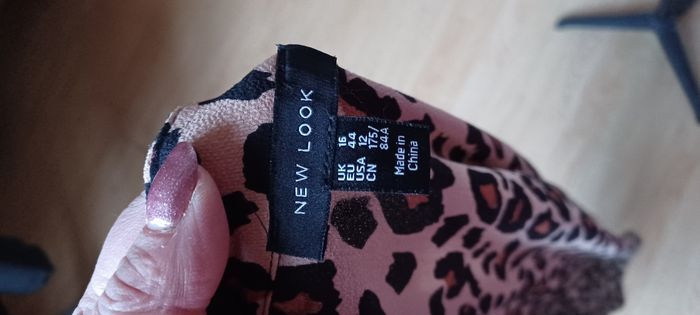 NEW LOOK
UK 16
EU 44
USA 12
CN 175/
84A
Made in
China